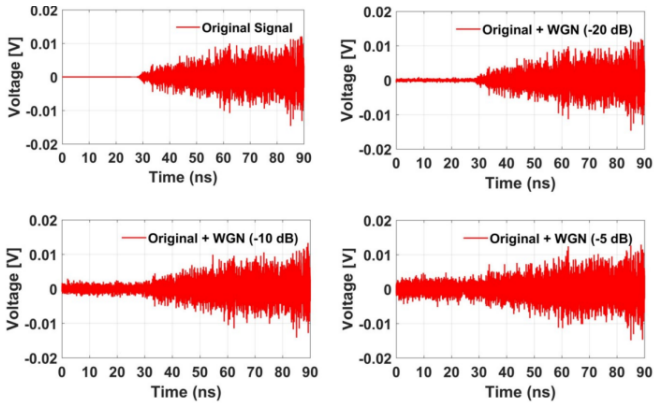 Original Signal
Voltage [V]
0.02
0.01
0
-0.01
-0.02
0 10 20 30 40 50 60 70 80 90
Time (ns)
Original + WGN (-20 dB)
Voltage [V]
0.02
0.01
0
-0.01
-0.02
0 10 20 30 40 50 60 70 80 90
Time (ns)
Original + WGN (-10 dB)
Voltage [V]
0.02
0.01
0
-0.01
-0.02
0 10 20 30 40 50 60 70 80 90
Time (ns)
Original + WGN (-5 dB)
Voltage [V]
0.02
0.01
0
-0.01
-0.02
0 10 20 30 40 50 60 70 80 90
Time (ns)